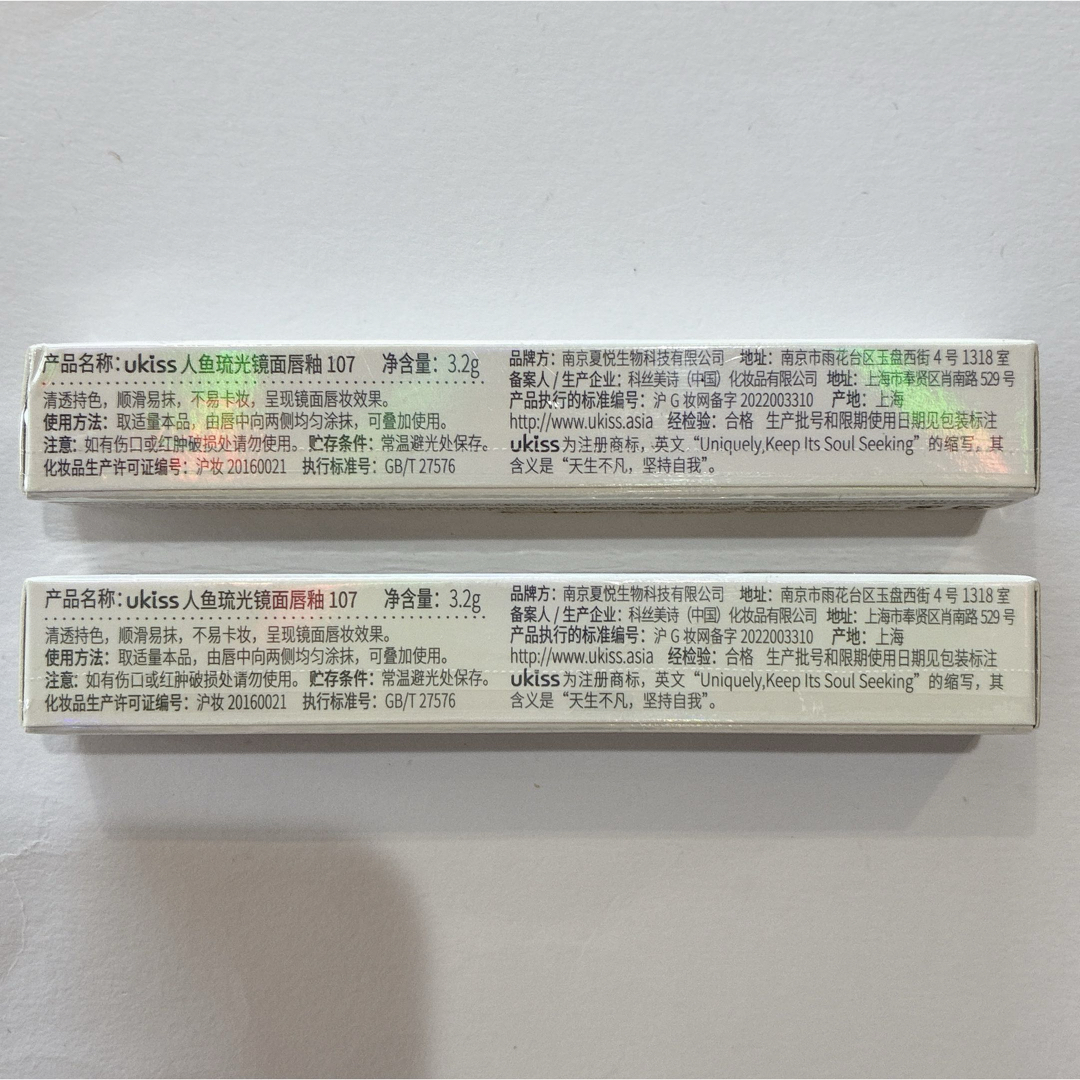 产品名称：ukiss 人鱼琉光镜面唇釉 107 净含量：3.2g
清透持色，顺滑易抹，不易卡妆，呈现镜面唇妆效果。
使用方法：取适量本品，由唇中向两侧均匀涂抹，可叠加使用。
注意：如有伤口或红肿破损处请勿使用。贮存条件：常温避光处保存。
化妆品生产许可证编号：沪妆 20160021 执行标准号：GB/T 27576
品牌方：南京夏悦生物科技有限公司 地址：南京市雨花台区玉盘西街 4 号 1318 室
备案人 / 生产企业：科丝美诗（中国）化妆品有限公司 地址：上海市奉贤区肖南路 529 号
产品执行的标准编号：沪 G 妆网备字 2022003310 产地：上海
http://www.ukiss.asia 经检验：合格 生产批号和限期使用日期见包装标注
ukiss为注册商标，英文“Uniquely,Keep Its Soul Seeking”的缩写，其
含义是“天生不凡，坚持自我”。
产品名称：ukiss 人鱼琉光镜面唇釉 107 净含量：3.2g
清透持色，顺滑易抹，不易卡妆，呈现镜面唇妆效果。
使用方法：取适量本品，由唇中向两侧均匀涂抹，可叠加使用。
注意：如有伤口或红肿破损处请勿使用。贮存条件：常温避光处保存。
化妆品生产许可证编号：沪妆 20160021 执行标准号：GB/T 27576
品牌方：南京夏悦生物科技有限公司 地址：南京市雨花台区玉盘西街 4 号 1318 室
备案人 / 生产企业：科丝美诗（中国）化妆品有限公司 地址：上海市奉贤区肖南路 529 号
产品执行的标准编号：沪 G 妆网备字 2022003310 产地：上海
http://www.ukiss.asia 经检验：合格 生产批号和限期使用日期见包装标注
ukiss为注册商标，英文“Uniquely,Keep Its Soul Seeking”的缩写，其
含义是“天生不凡，坚持自我”。